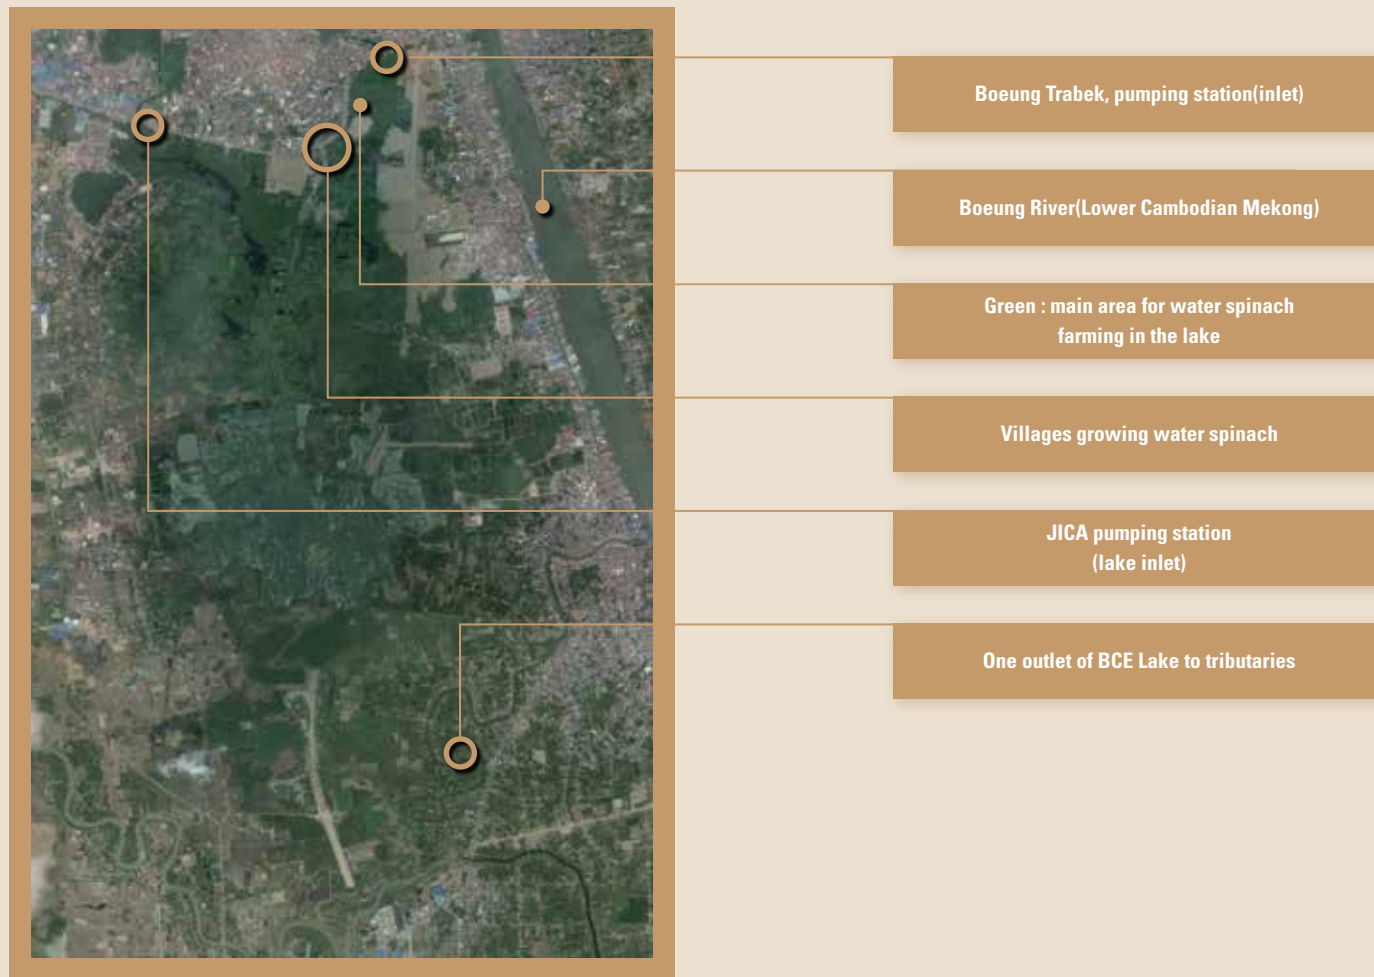 Boeung Trabek, pumping station(inlet)
Boeung River(Lower Cambodian Mekong)
Green : main area for water spinach
farming in the lake
Villages growing water spinach
JICA pumping station
(lake inlet)
One outlet of BCE Lake to tributaries